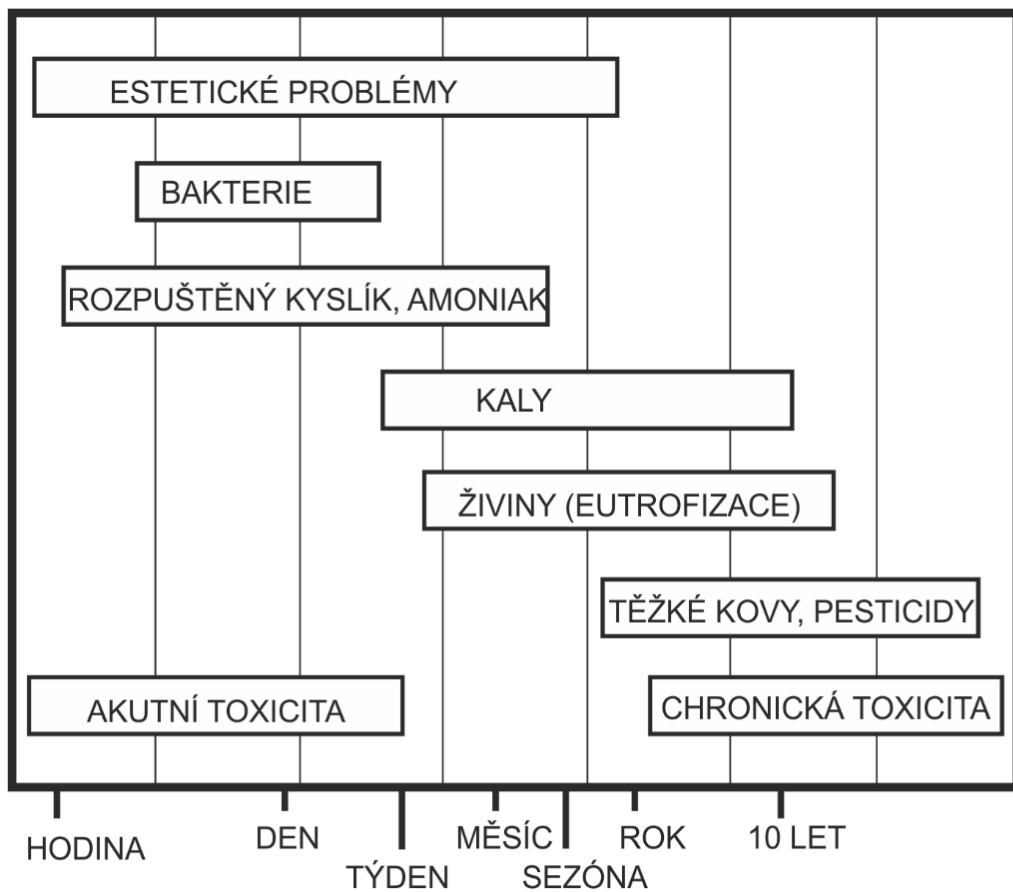 ESTETICKÉ PROBLÉMY
BAKTERIE
ROZPUŠTĚNÝ KYSLÍK, AMONIAK
KALY
ŽIVINY (EUTROFIZACE)
TĚŽKÉ KOVY, PESTICIDY
AKUTNÍ TOXICITA
CHRONICKÁ TOXICITA
HODINA
DEN
TÝDEN
MĚSÍC
SEZÓNA
ROK
10 LET